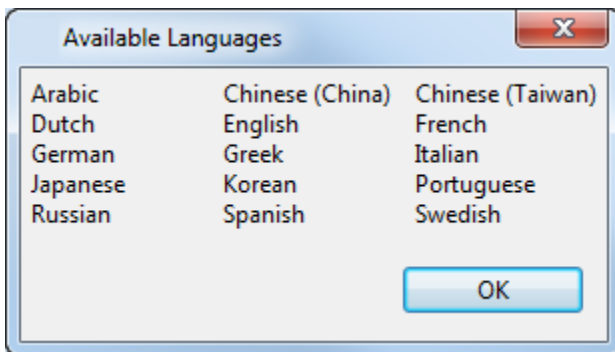 Available Languages
Arabic Chinese (China) Chinese (Taiwan)
Dutch English French
German Greek Italian
Japanese Korean Portuguese
Russian Spanish Swedish
OK